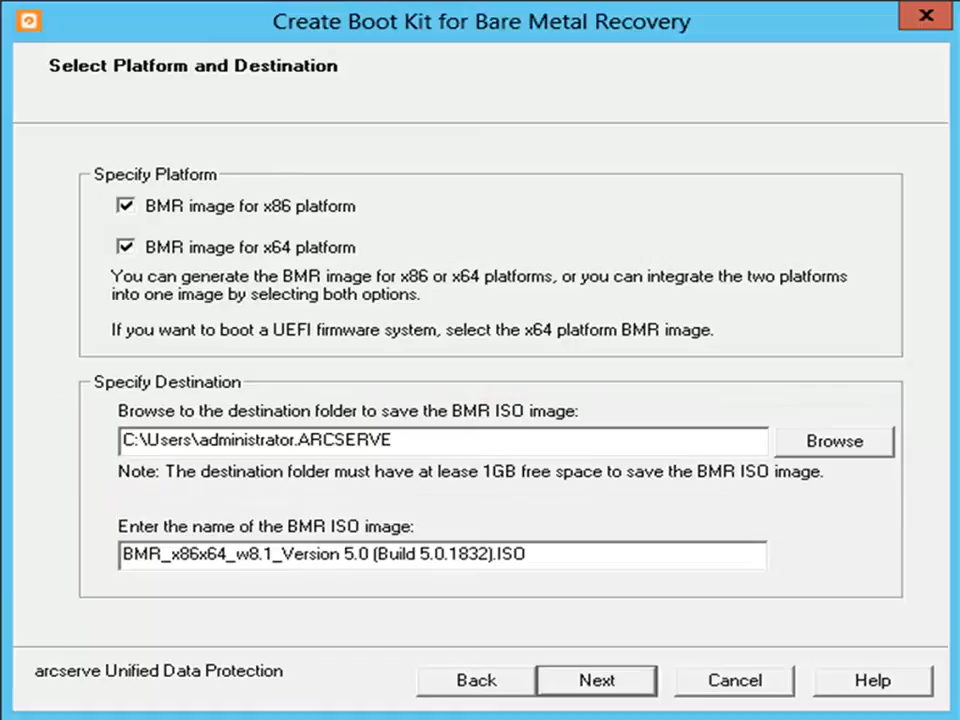 Create Boot Kit for Bare Metal Recovery
Select Platform and Destination
Specify Platform
BMR image for x86 platform
BMR image for x64 platform
You can generate the BMR image for x86 or x64 platforms, or you can integrate the two platforms
into one image by selecting both options.
If you want to boot a UEFI firmware system, select the x64 platform BMR image.
Specify Destination
Browse to the destination folder to save the BMR ISO image:
C:\Users\administrator.ARCSERVE
Browse
Note: The destination folder must have at lease 1GB free space to save the BMR ISO image.
Enter the name of the BMR ISO image:
BMR_x86x64_w8.1_Version 5.0 (Build 5.0.1832).ISO
arcserve Unified Data Protection
Back
Next
Cancel
Help